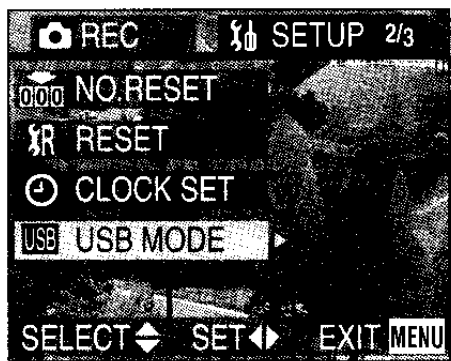 REC SETUP 2/3
000 NO.RESET
R RESET
CLOCK SET
USB USB MODE
SELECT SET EXIT MENU